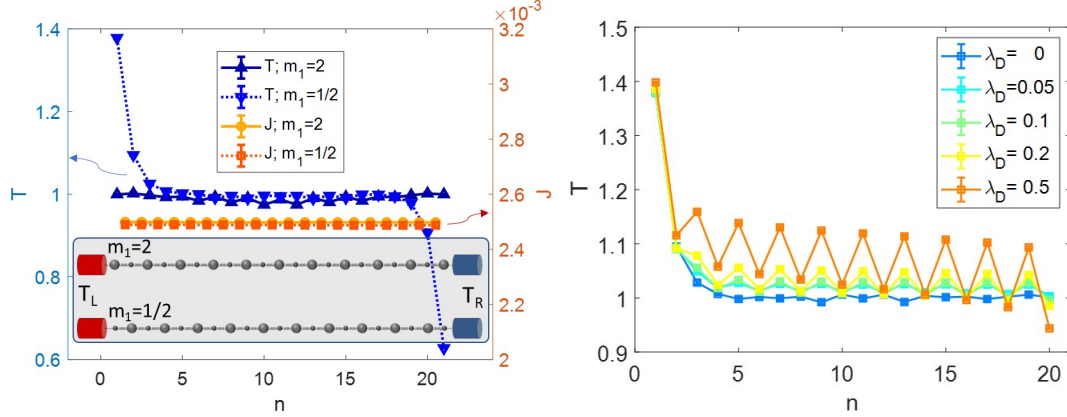 ×10⁻³
1.4
1.2
1
0.8
0.6
T
3.2
3
2.8
2.6
2.4
2.2
2
J
T; m₁=2
T; m₁=1/2
J; m₁=2
J; m₁=1/2
m₁=2
T_L
T_R
m₁=1/2
0
5
10
15
20
n
1.5
1.4
1.3
1.2
1.1
1
0.9
T
λ_D= 0
λ_D=0.05
λ_D= 0.1
λ_D= 0.2
λ_D= 0.5
0
5
10
15
20
n